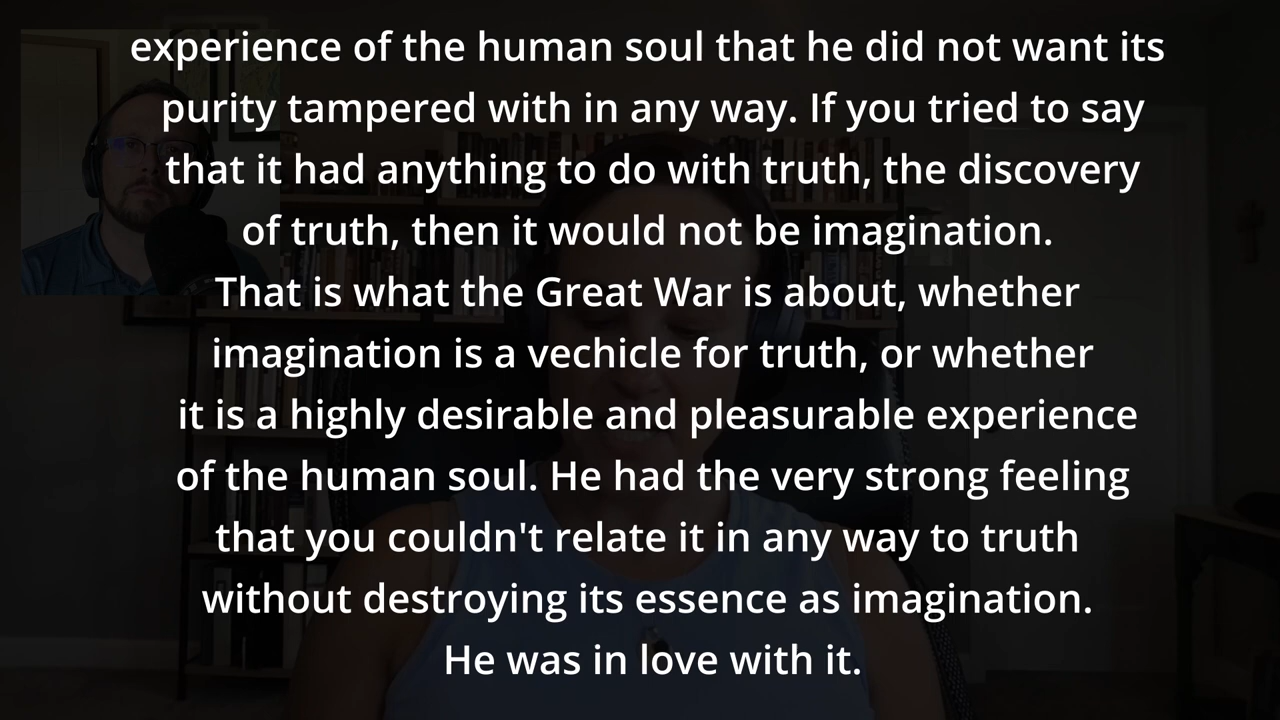 experience of the human soul that he did not want its
purity tampered with in any way. If you tried to say
that it had anything to do with truth, the discovery
of truth, then it would not be imagination.
That is what the Great War is about, whether
imagination is a vechicle for truth, or whether
it is a highly desirable and pleasurable experience
of the human soul. He had the very strong feeling
that you couldn't relate it in any way to truth
without destroying its essence as imagination.
He was in love with it.